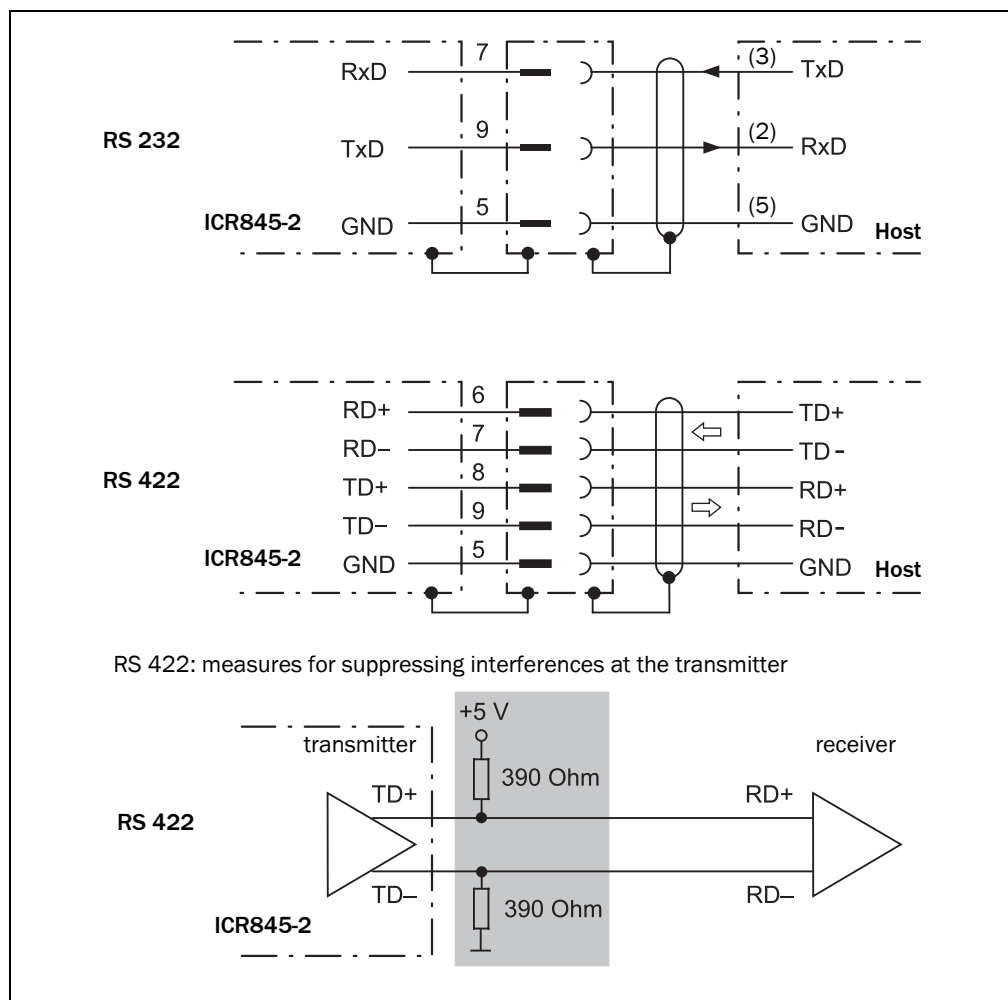 RxD 7 (3) TxD
RS 232 TxD 9 (2) RxD
ICR845-2 GND 5 (5) GND Host
RD+ 6 TD+
RD– 7 TD-
RS 422 TD+ 8 RD+
TD– 9 RD-
ICR845-2 GND 5 GND Host
RS 422: measures for suppressing interferences at the transmitter
+5 V
transmitter receiver
390 Ohm
TD+ RD+
RS 422
TD– RD–
390 Ohm
ICR845-2